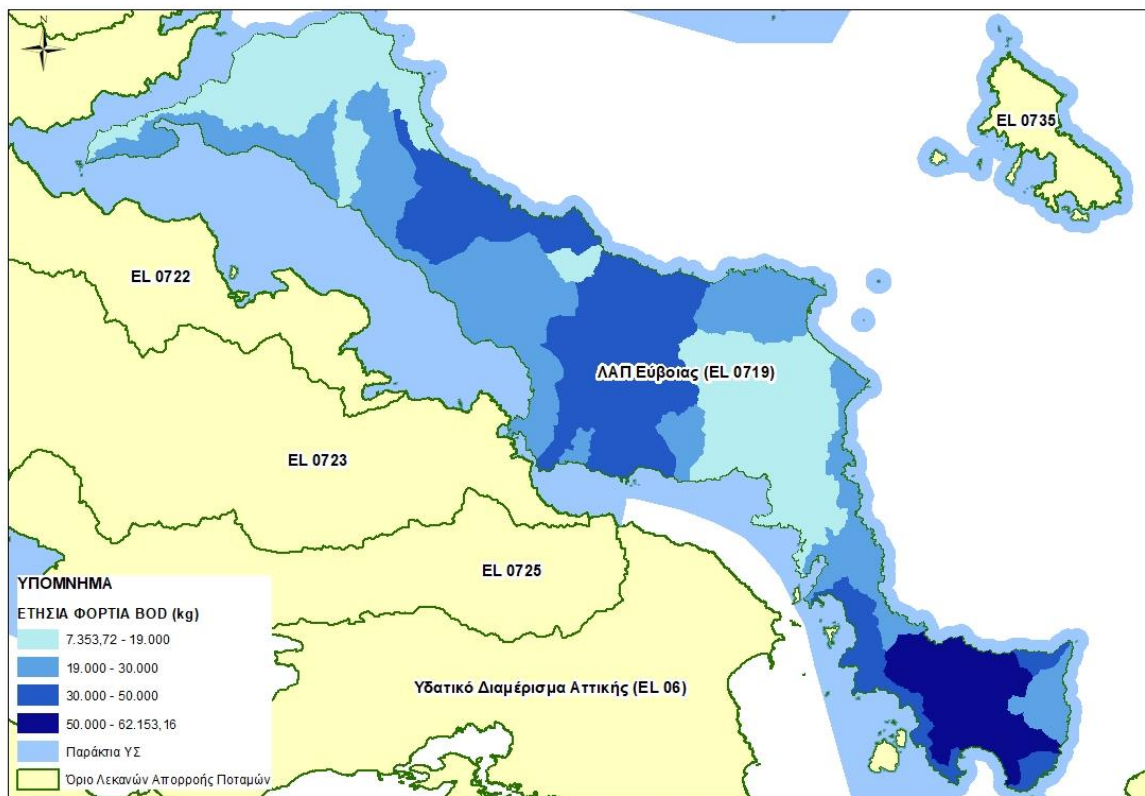 N
EL 0735
EL 0722
ΛΑΠ Εύβοιας (EL 0719)
EL 0723
EL 0725
Υδατικό Διαμέρισμα Αττικής (EL 06)
ΥΠΟΜΝΗΜΑ
ΕΤΗΣΙΑ ΦΟΡΤΙΑ BOD (kg)
7.353,72 - 19.000
19.000 - 30.000
30.000 - 50.000
50.000 - 62.153,16
Παράκτια ΥΣ
Όριο Λεκανών Απορροής Ποταμών